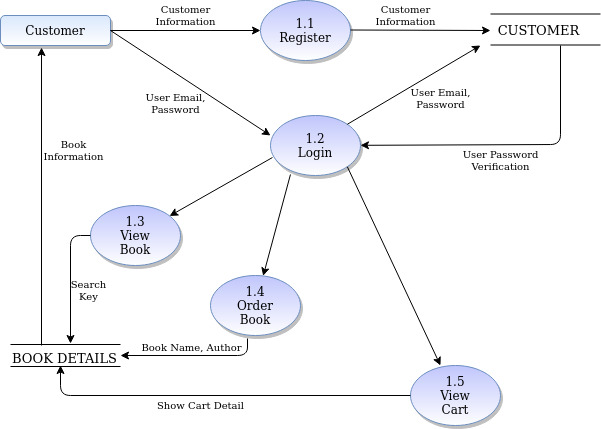 Customer
Information
Customer
Information
1.1
Register
Customer
CUSTOMER
User Email,
Password
User Email,
Password
1.2
Login
Book
Information
User Password
Verification
1.3
View
Book
Search
Key
1.4
Order
Book
Book Name, Author
BOOK DETAILS
1.5
View
Cart
Show Cart Detail